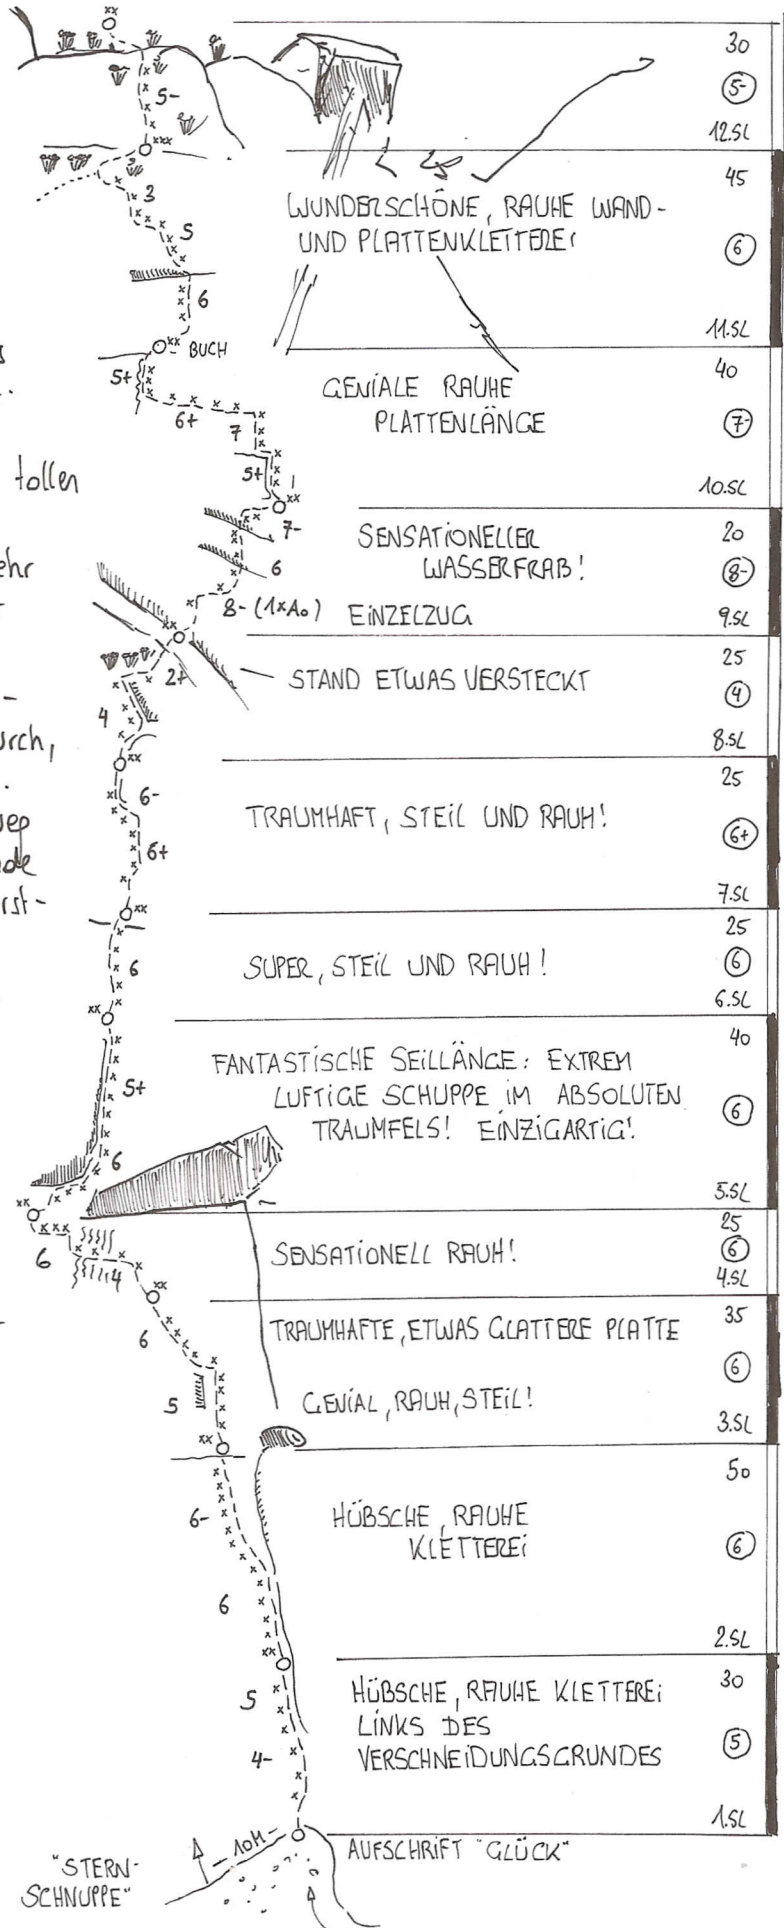 30
5-
5-
12.SL
3
45
WUNDERSCHÖNE, RAUHE WAND-
UND PLATTENKLETTEREI
5
6
6
11.SL
BUCH
40
5+
GENIALE RAUHE
PLATTENLÄNGE
6+
7
7-
tollen
5+
10.SL
7-
SENSATIONELLER
WASSERFRAß!
20
6
8-
8- (1xA0) EINZELZUG
9.SL
2+
STAND ETWAS VERSTECKT
25
4
4
8.SL
urch,
6-
TRAUMHAFT, STEIL UND RAUH!
25
6+
6+
7.SL
rst-
25
6
SUPER, STEIL UND RAUH!
6
6.SL
40
FANTASTISCHE SEILLÄNGE: EXTREM
LUFTIGE SCHUPPE IM ABSOLUTEN
TRAUMFELS! EINZIGARTIG!
5+
6
6
5.SL
25
6
4
SENSATIONELL RAUH!
6
4.SL
6
TRAUMHAFTE, ETWAS GLATTERE PLATTE
35
6
5
GENIAL, RAUH, STEIL!
3.SL
50
6-
HÜBSCHE, RAUHE
KLETTEREI
6
6
2.SL
30
5
HÜBSCHE, RAUHE KLETTEREI
LINKS DES
VERSCHNEIDUNGSGRUNDES
5
4-
1.SL
10M
AUFSCHRIFT "GLÜCK"
"STERN-
SCHNUPPE"